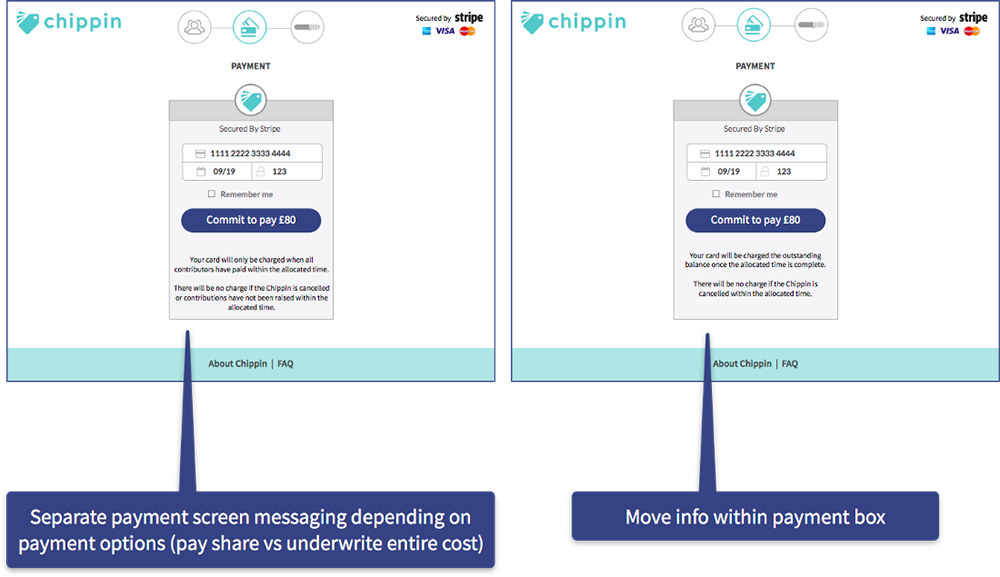 chippin
Secured by stripe
VISA
PAYMENT
Secured By Stripe
1111 2222 3333 4444
09/19 123
Remember me
Commit to pay £80
Your card will only be charged when all
contributors have paid within the allocated time.
There will be no charge if the Chippin is cancelled
or contributions have not been raised within the
allocated time.
About Chippin | FAQ
Separate payment screen messaging depending on
payment options (pay share vs underwrite entire cost)
chippin
Secured by stripe
VISA
PAYMENT
Secured By Stripe
1111 2222 3333 4444
09/19 123
Remember me
Commit to pay £80
Your card will be charged the outstanding
balance once the allocated time is complete.
There will be no charge if the Chippin is
cancelled within the allocated time.
About Chippin | FAQ
Move info within payment box